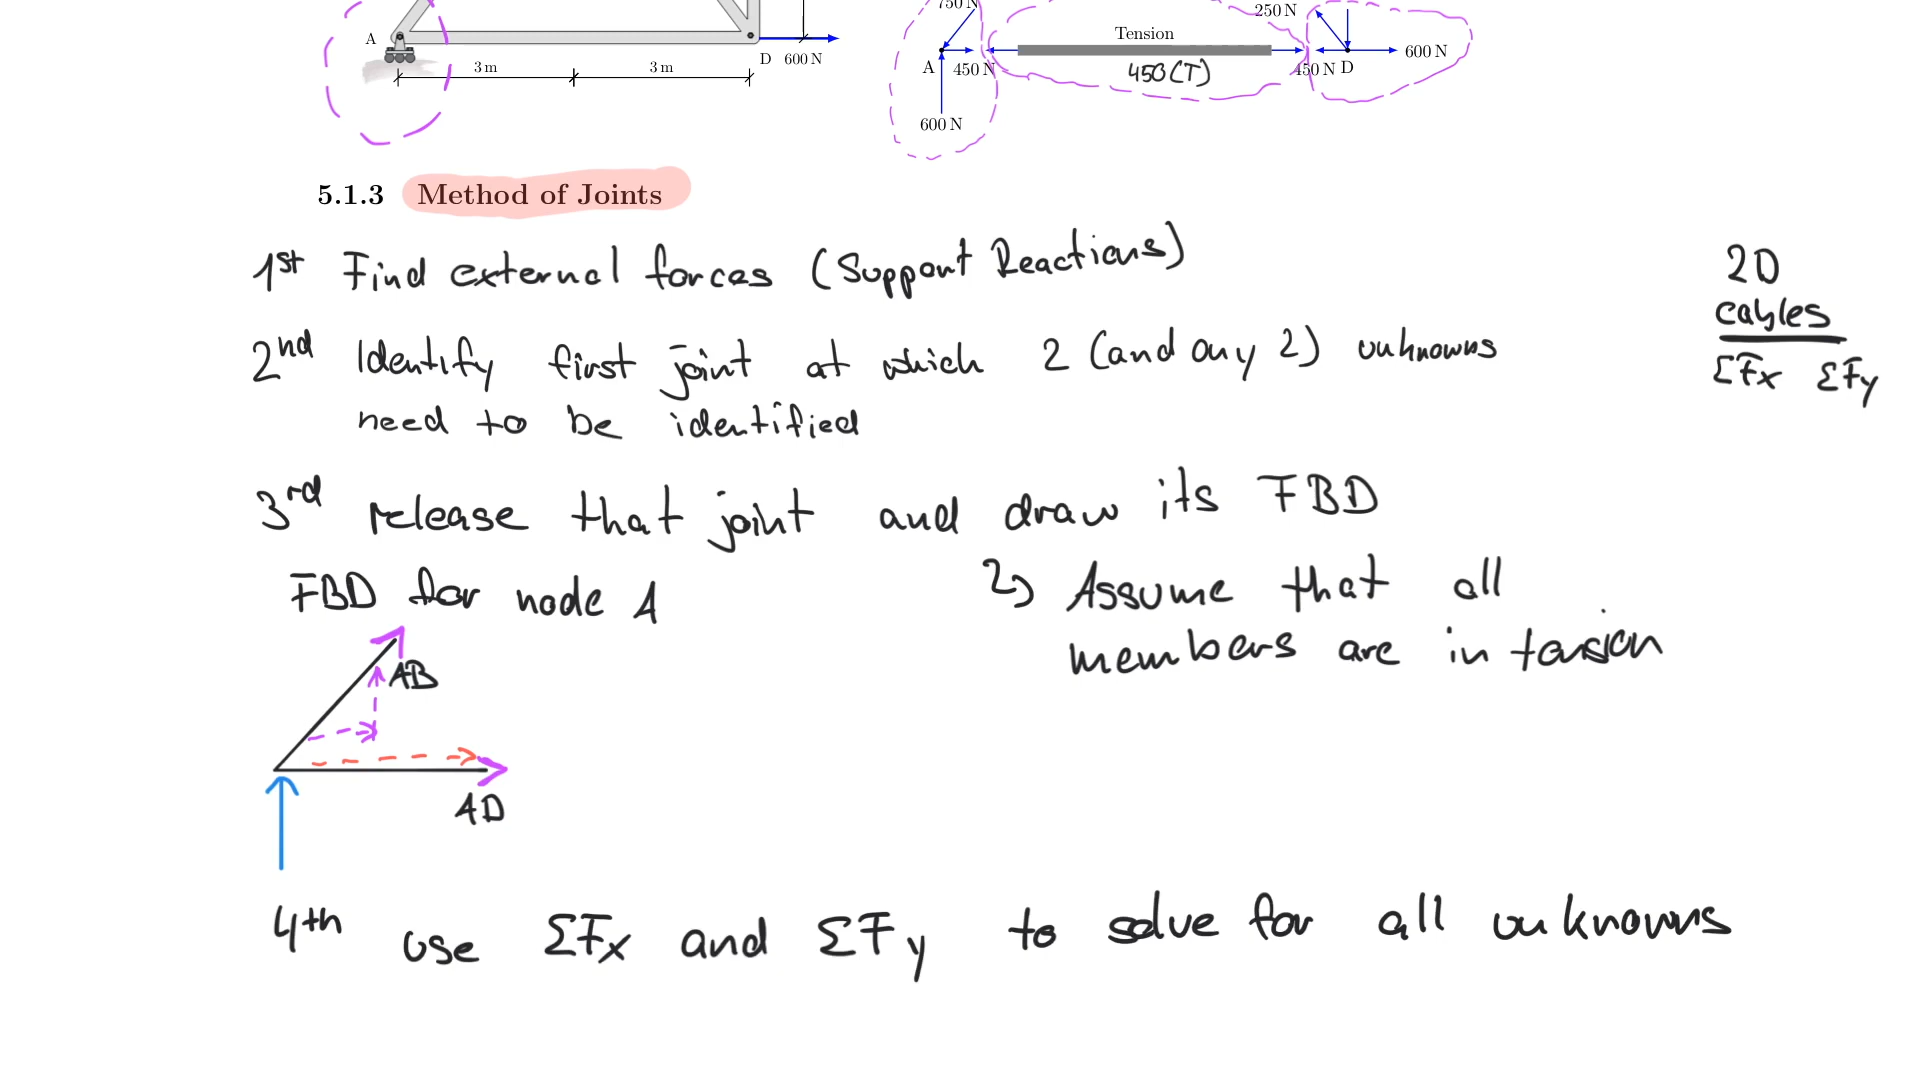 750 N
250 N
A
D 600 N
3 m
3 m
Tension
A 450 N
450 (T)
450 N D
600 N
600 N
5.1.3 Method of Joints
1st Find external forces (Support Reactions)
2D
cables
ΣFx ΣFy
2nd Identify first joint at which 2 (and only 2) unknowns
need to be identified
3rd release that joint and draw its FBD
FBD for node A
2) Assume that all
members are in tension
AB
AD
4th use ΣFx and ΣFy to solve for all unknowns